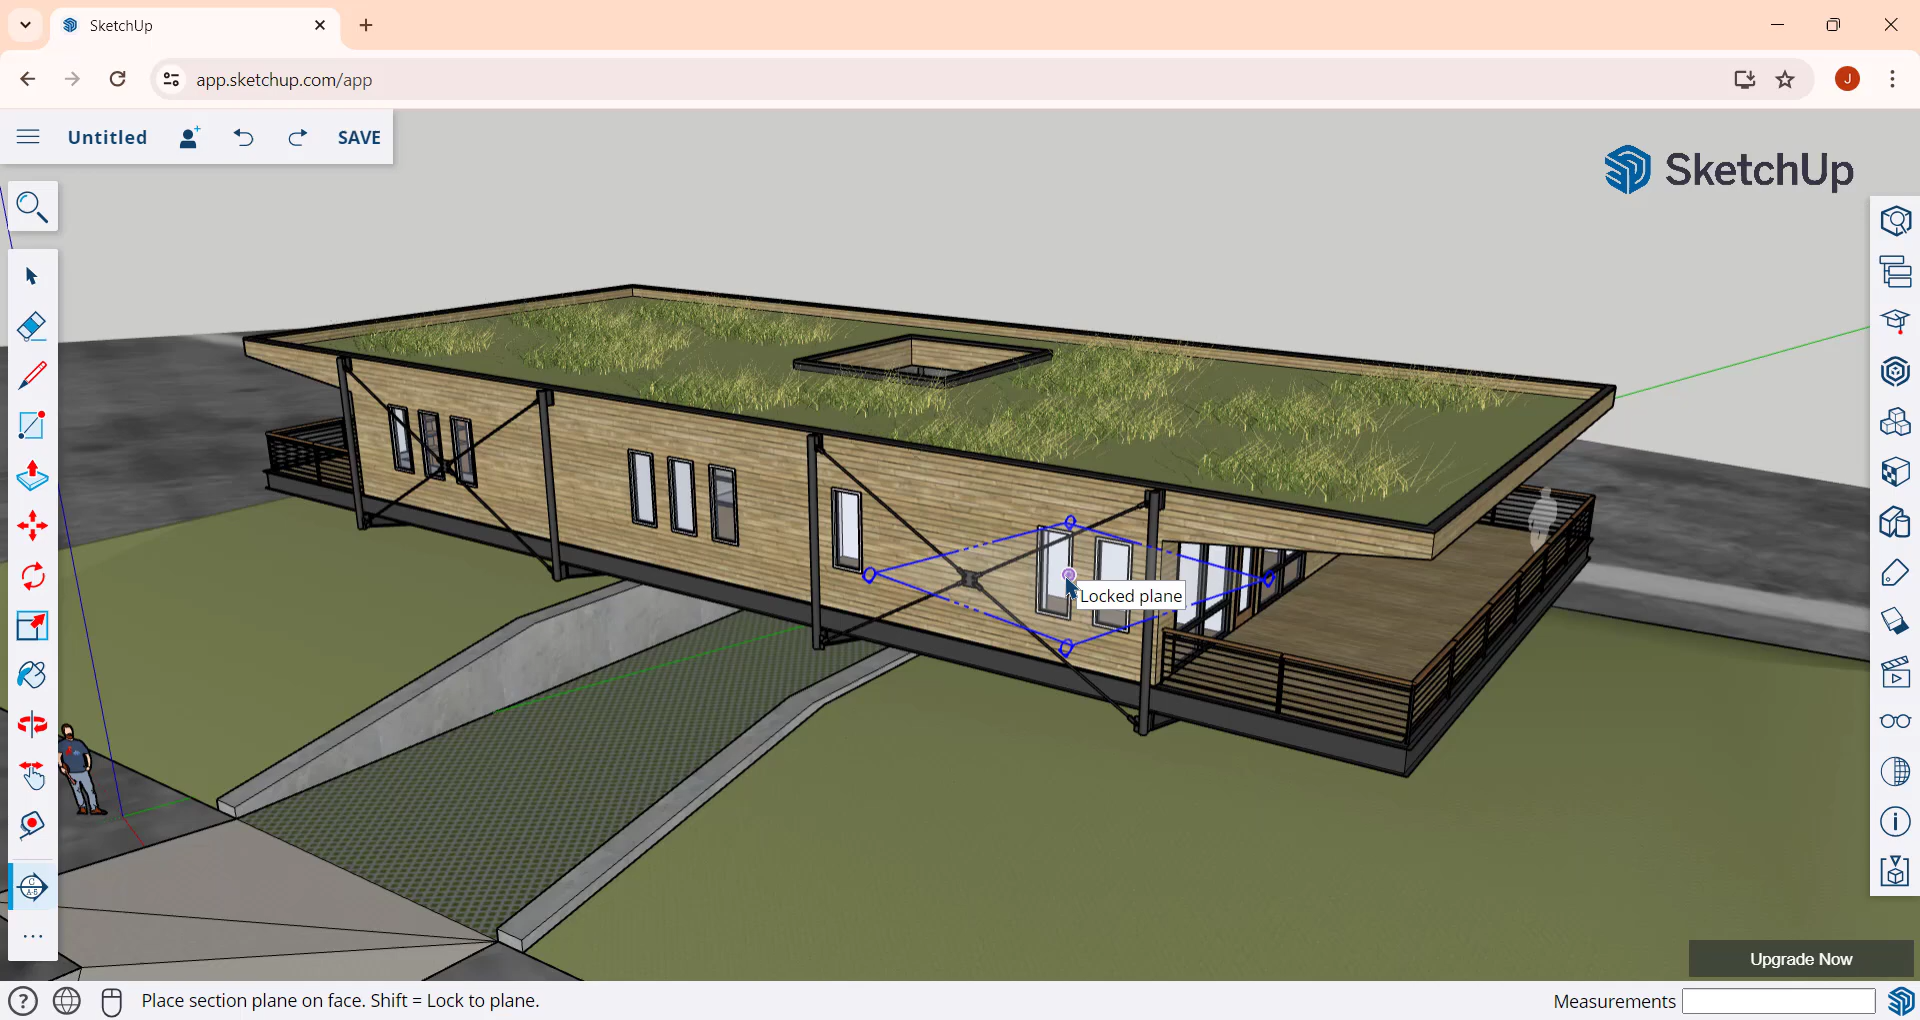 SketchUp
app.sketchup.com/app
J
Untitled
SAVE
SketchUp
Locked plane
C
A-6
Upgrade Now
Place section plane on face. Shift = Lock to plane.
Measurements